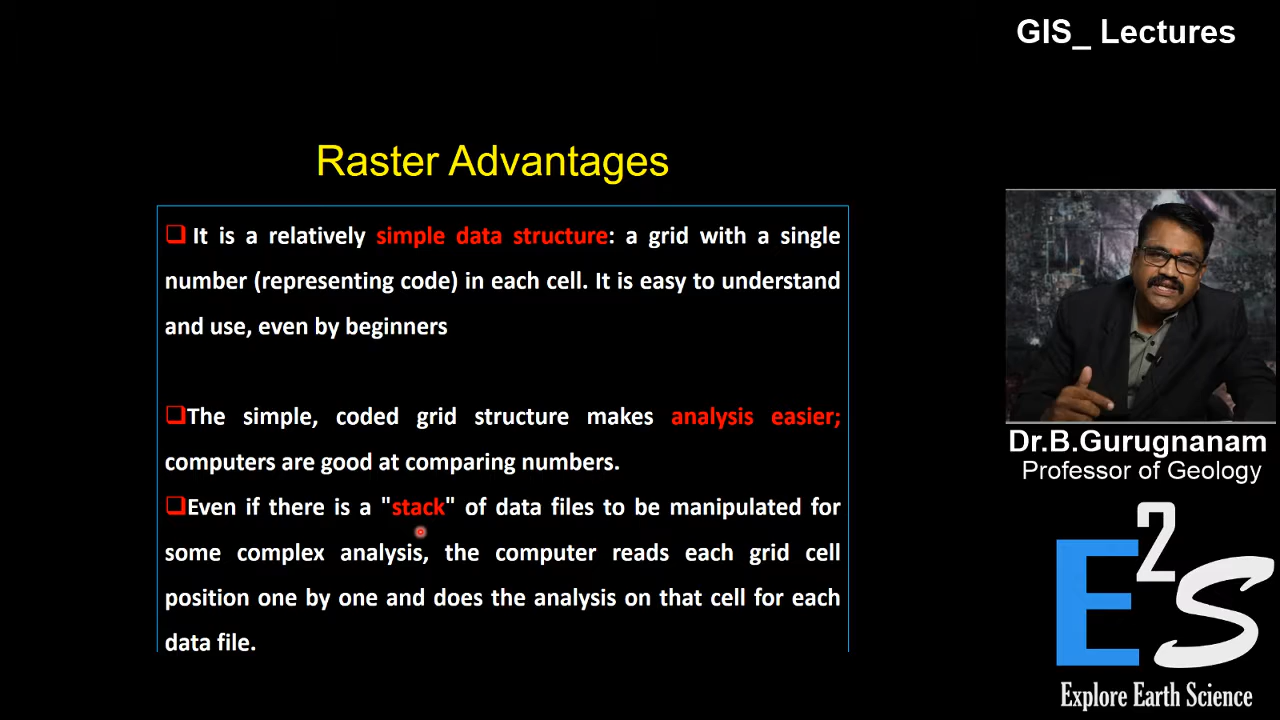 GIS_ Lectures
Raster Advantages
It is a relatively simple data structure: a grid with a single
number (representing code) in each cell. It is easy to understand
and use, even by beginners
The simple, coded grid structure makes analysis easier;
computers are good at comparing numbers.
Even if there is a "stack" of data files to be manipulated for
some complex analysis, the computer reads each grid cell
position one by one and does the analysis on that cell for each
data file.
Dr.B.Gurugnanam
Professor of Geology
E2S
Explore Earth Science